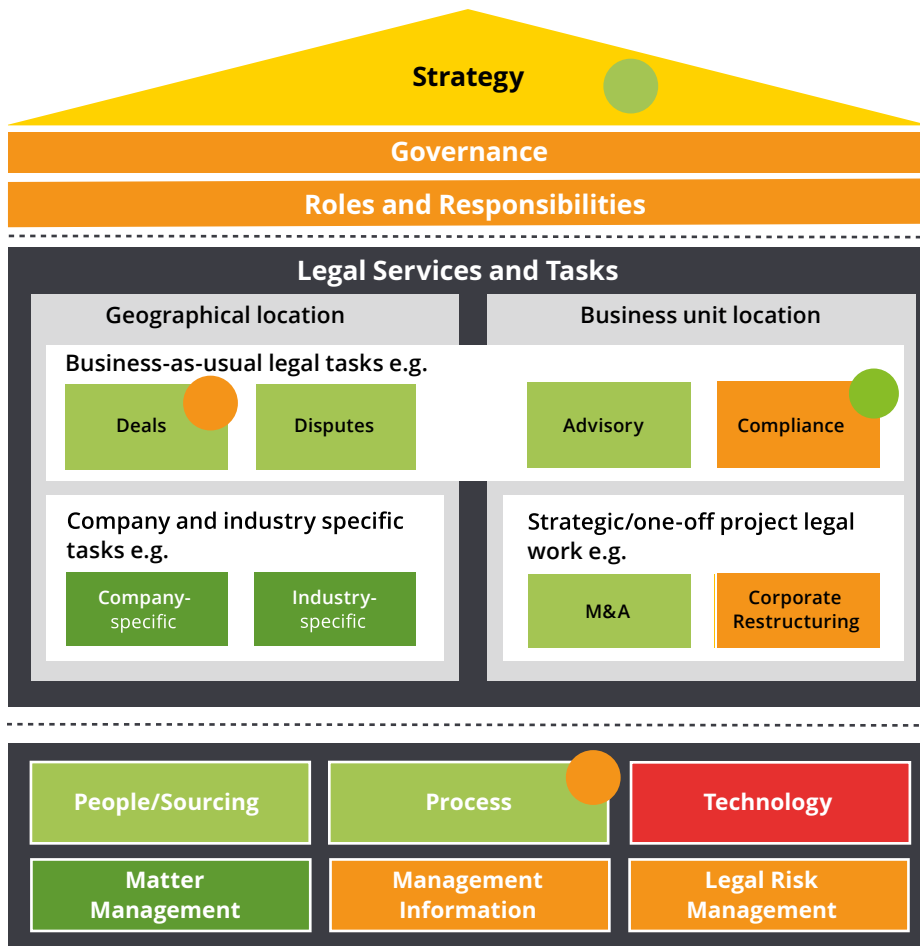 Strategy
Governance
Roles and Responsibilities
Legal Services and Tasks
Geographical location
Business unit location
Business-as-usual legal tasks e.g.
Deals
Disputes
Advisory
Compliance
Company and industry specific
tasks e.g.
Company-
specific
Industry-
specific
Strategic/one-off project legal
work e.g.
M&A
Corporate
Restructuring
People/Sourcing
Process
Technology
Matter
Management
Management
Information
Legal Risk
Management